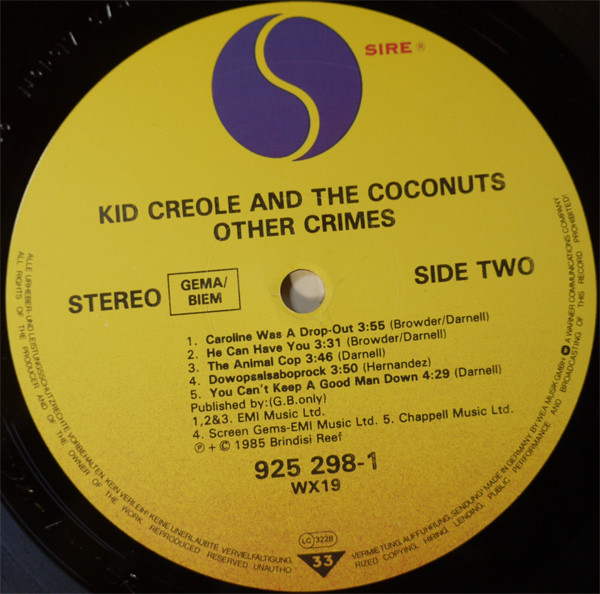 SIRE ®
KID CREOLE AND THE COCONUTS
OTHER CRIMES
STEREO
GEMA/
BIEM
SIDE TWO
1. Caroline Was A Drop-Out 3:55 (Browder/Darnell)
2. He Can Have You 3:31 (Browder/Darnell)
3. The Animal Cop 3:46 (Darnell)
4. Dowopsalsaboprock 3:50 (Hernandez)
5. You Can't Keep A Good Man Down 4:29 (Darnell)
Published by:(G.B.only)
1,2&3. EMI Music Ltd.
4. Screen Gems-EMI Music Ltd. 5. Chappell Music Ltd.
℗ + © 1985 Brindisi Reef
925 298-1
WX19
LC 3228
33
ALLE URHEBER- UND LEISTUNGSSCHUTZRECHTE VORBEHALTEN. KEIN VERLEIH! KEINE UNERLAUBTE VERVIELFÄLTIGUNG,
VERMIETUNG, AUFFÜHRUNG, SENDUNG! MADE IN GERMANY BY WEA MUSIK GMBH A WARNER COMMUNICATIONS COMPANY
ALL RIGHTS OF THE PRODUCER AND OF THE OWNER OF THE WORK REPRODUCED RESERVED UNAUTHO
RIZED COPYING, HIRING, LENDING, PUBLIC PERFORMANCE AND BROADCASTING OF THIS RECORD PROHIBITED!